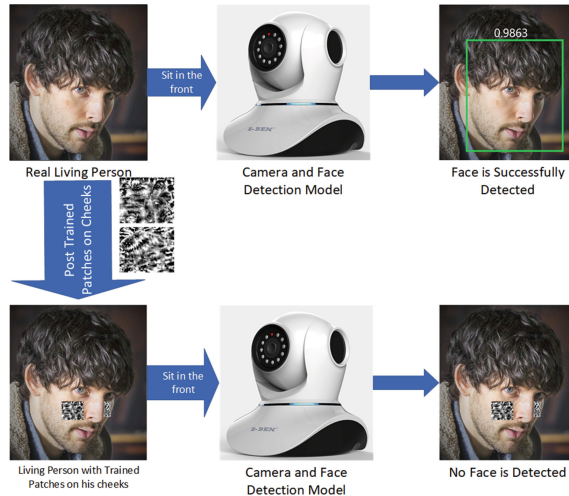 0.9863
Sit in the
front
Z-BEN
Real Living Person
Camera and Face
Detection Model
Face is Successfully
Detected
Post Trained
Patches on Cheeks
Sit in the
front
Z-BEN
Living Person with Trained
Patches on his cheeks
Camera and Face
Detection Model
No Face is Detected